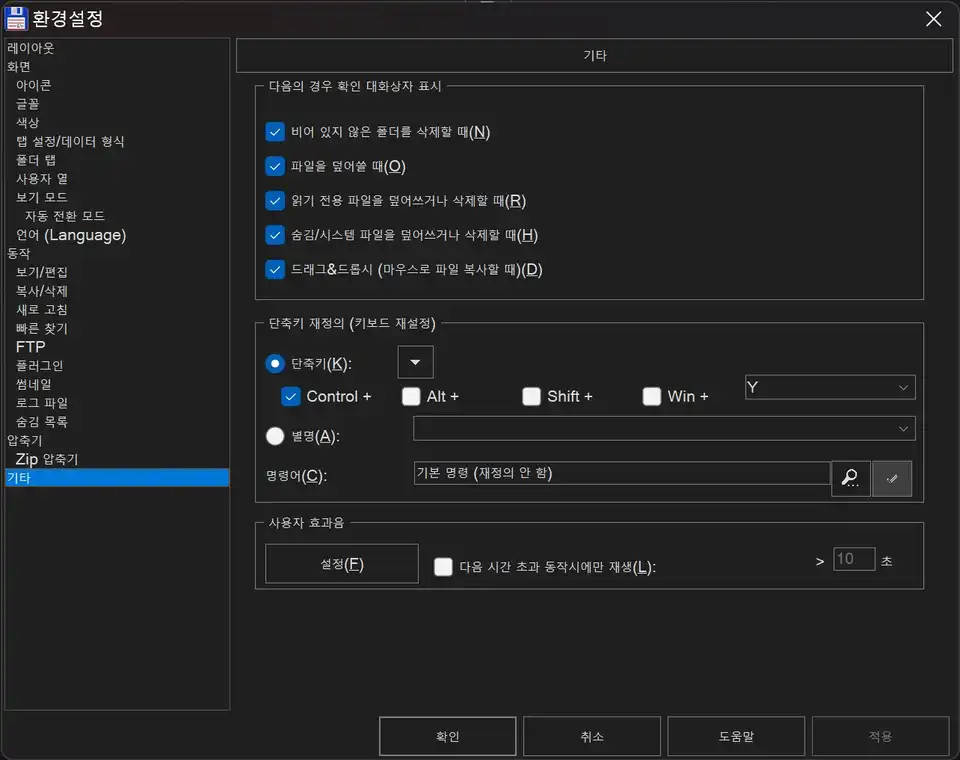 환경설정
레이아웃
화면
아이콘
글꼴
색상
탭 설정/데이터 형식
폴더 탭
사용자 열
보기 모드
자동 전환 모드
언어 (Language)
동작
보기/편집
복사/삭제
새로 고침
빠른 찾기
FTP
플러그인
썸네일
로그 파일
숨김 목록
압축기
Zip 압축기
기타
기타
다음의 경우 확인 대화상자 표시
비어 있지 않은 폴더를 삭제할 때(N)
파일을 덮어쓸 때(O)
읽기 전용 파일을 덮어쓰거나 삭제할 때(R)
숨김/시스템 파일을 덮어쓰거나 삭제할 때(H)
드래그&드롭시 (마우스로 파일 복사할 때)(D)
단축키 재정의 (키보드 재설정)
단축키(K):
Control + Alt + Shift + Win + Y
별명(A):
명령어(C): 기본 명령 (재정의 안 함)
사용자 효과음
설정(F) 다음 시간 초과 동작시에만 재생(L): > 10 초
확인 취소 도움말 적용